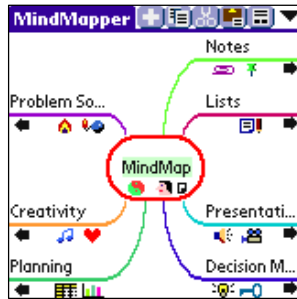 MindMapper
Notes
Problem So...
Lists
MindMap
Creativity
Presentati...
Planning
Decision M...